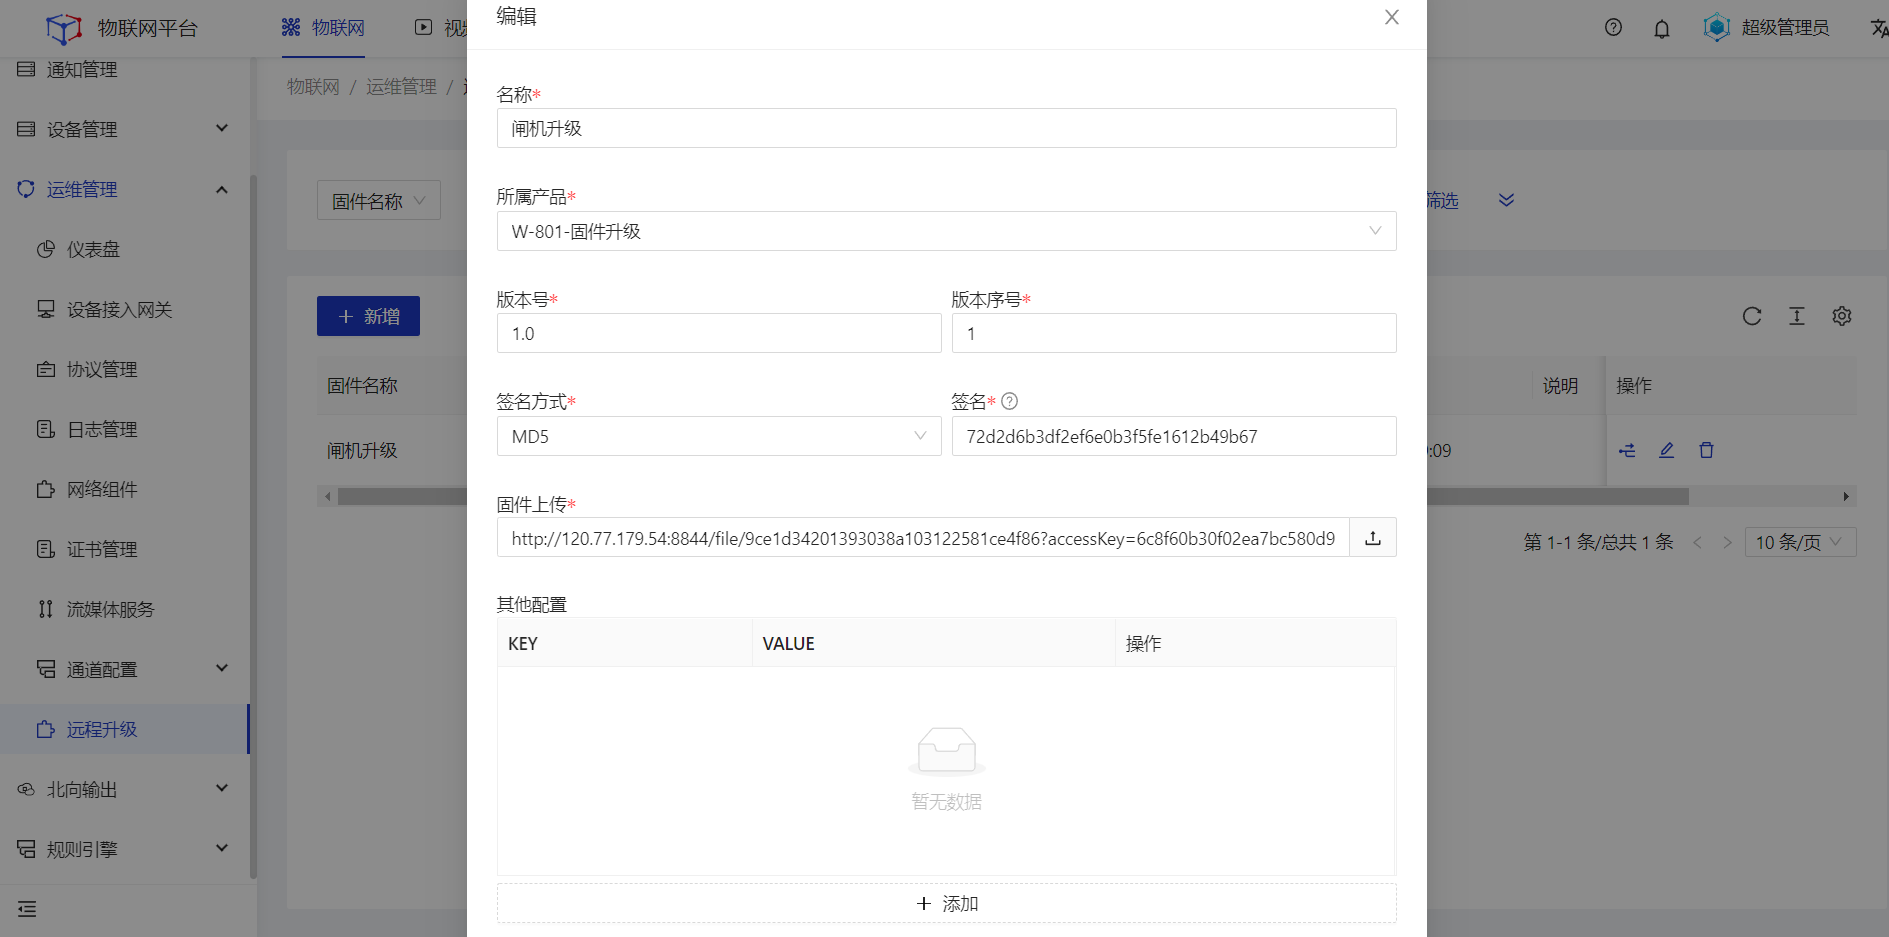 物联网平台
物联网
视
超级管理员
通知管理
设备管理
运维管理
仪表盘
设备接入网关
协议管理
日志管理
网络组件
证书管理
流媒体服务
通道配置
远程升级
北向输出
规则引擎
物联网 / 运维管理 /
固件名称
筛选
新增
固件名称
说明
操作
闸机升级
:09
第 1-1 条/总共 1 条
10 条/页
编辑
名称*
闸机升级
所属产品*
W-801-固件升级
版本号*
版本序号*
1.0
1
签名方式*
签名*
MD5
72d2d6b3df2ef6e0b3f5fe1612b49b67
固件上传*
http://120.77.179.54:8844/file/9ce1d34201393038a103122581ce4f86?accessKey=6c8f60b30f02ea7bc580d9
其他配置
KEY
VALUE
操作
暂无数据
添加